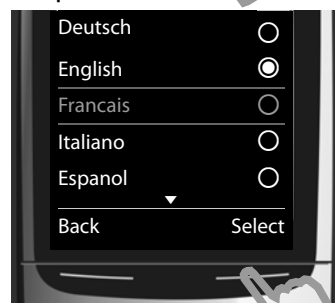 Deutsch
English
Francais
Italiano
Espanol
Back Select